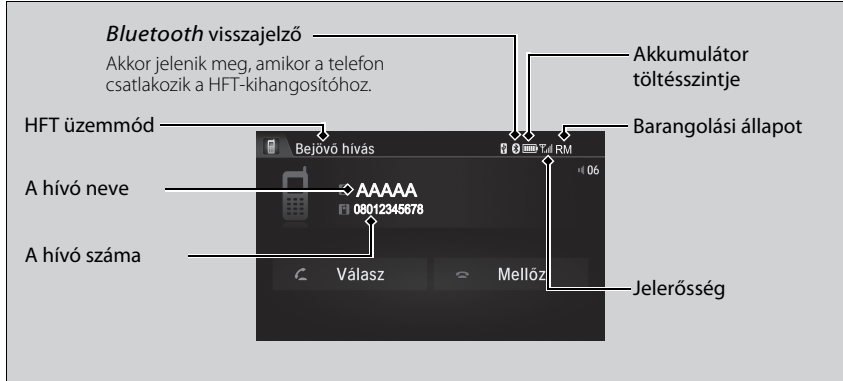 Bluetooth visszajelző
Akkor jelenik meg, amikor a telefon
csatlakozik a HFT-kihangosítóhoz.
Akkumulátor
töltésszintje
HFT üzemmód
Barangolási állapot
Bejövő hívás
RM
06
A hívó neve
AAAAA
08012345678
A hívó száma
Válasz
Mellőz
Jelerősség